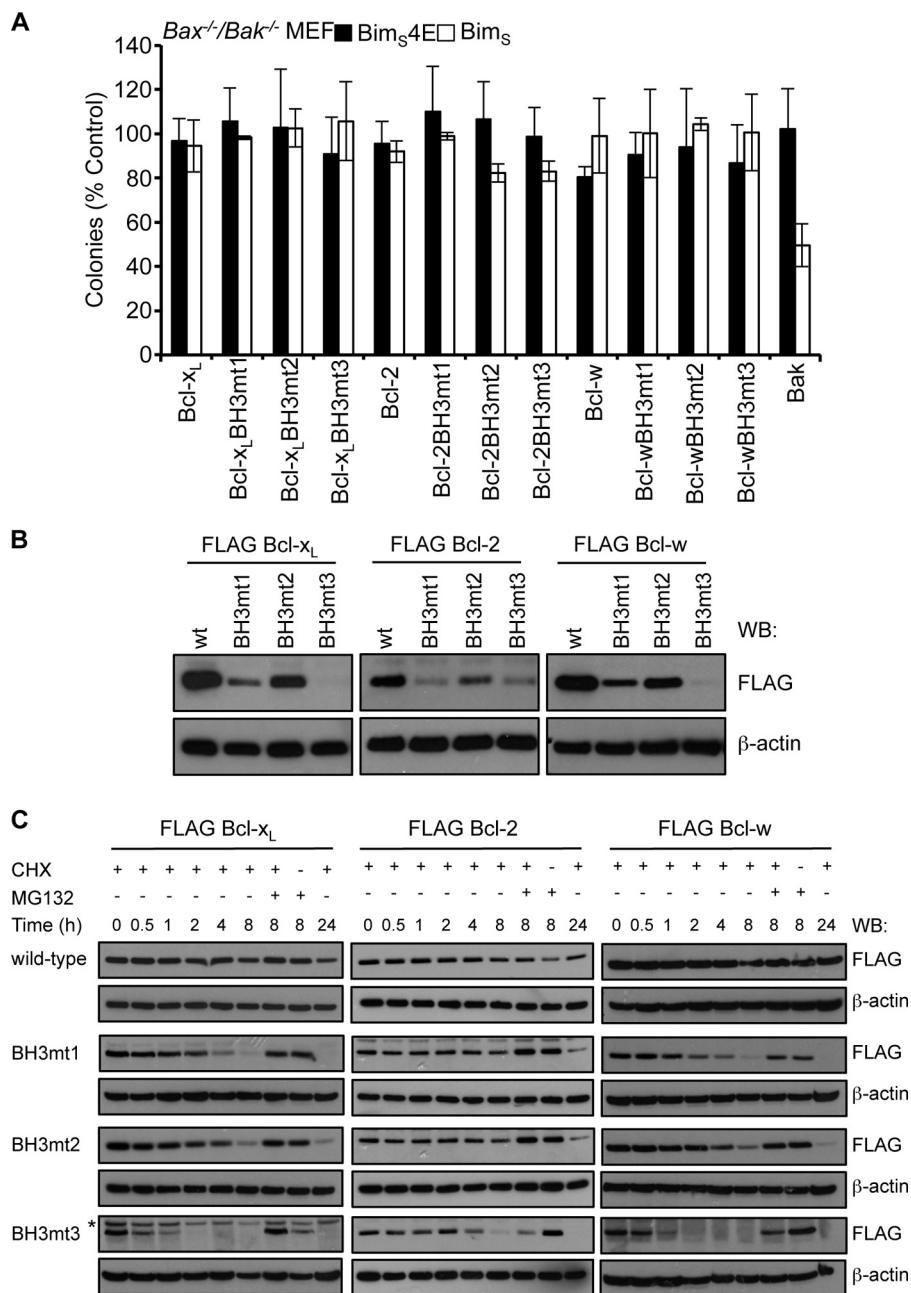 A
Bax-/-/Bak-/- MEF BimS4E BimS
Colonies (% Control)
140
120
100
80
60
40
20
0
Bcl-xL
Bcl-xLBH3mt1
Bcl-xLBH3mt2
Bcl-xLBH3mt3
Bcl-2
Bcl-2BH3mt1
Bcl-2BH3mt2
Bcl-2BH3mt3
Bcl-w
Bcl-wBH3mt1
Bcl-wBH3mt2
Bcl-wBH3mt3
Bak
B
FLAG Bcl-xL FLAG Bcl-2 FLAG Bcl-w
wt BH3mt1 BH3mt2 BH3mt3 wt BH3mt1 BH3mt2 BH3mt3 wt BH3mt1 BH3mt2 BH3mt3 WB:
FLAG
β-actin
C
FLAG Bcl-xL FLAG Bcl-2 FLAG Bcl-w
CHX + + + + + + + - + + + + + + + + - + + + + + + + + - +
MG132 - - - - - - + + - - - - - - - + + - - - - - - - + + -
Time (h) 0 0.5 1 2 4 8 8 8 24 0 0.5 1 2 4 8 8 8 24 0 0.5 1 2 4 8 8 8 24 WB:
wild-type FLAG
β-actin
BH3mt1 FLAG
β-actin
BH3mt2 FLAG
β-actin
BH3mt3 * FLAG
β-actin